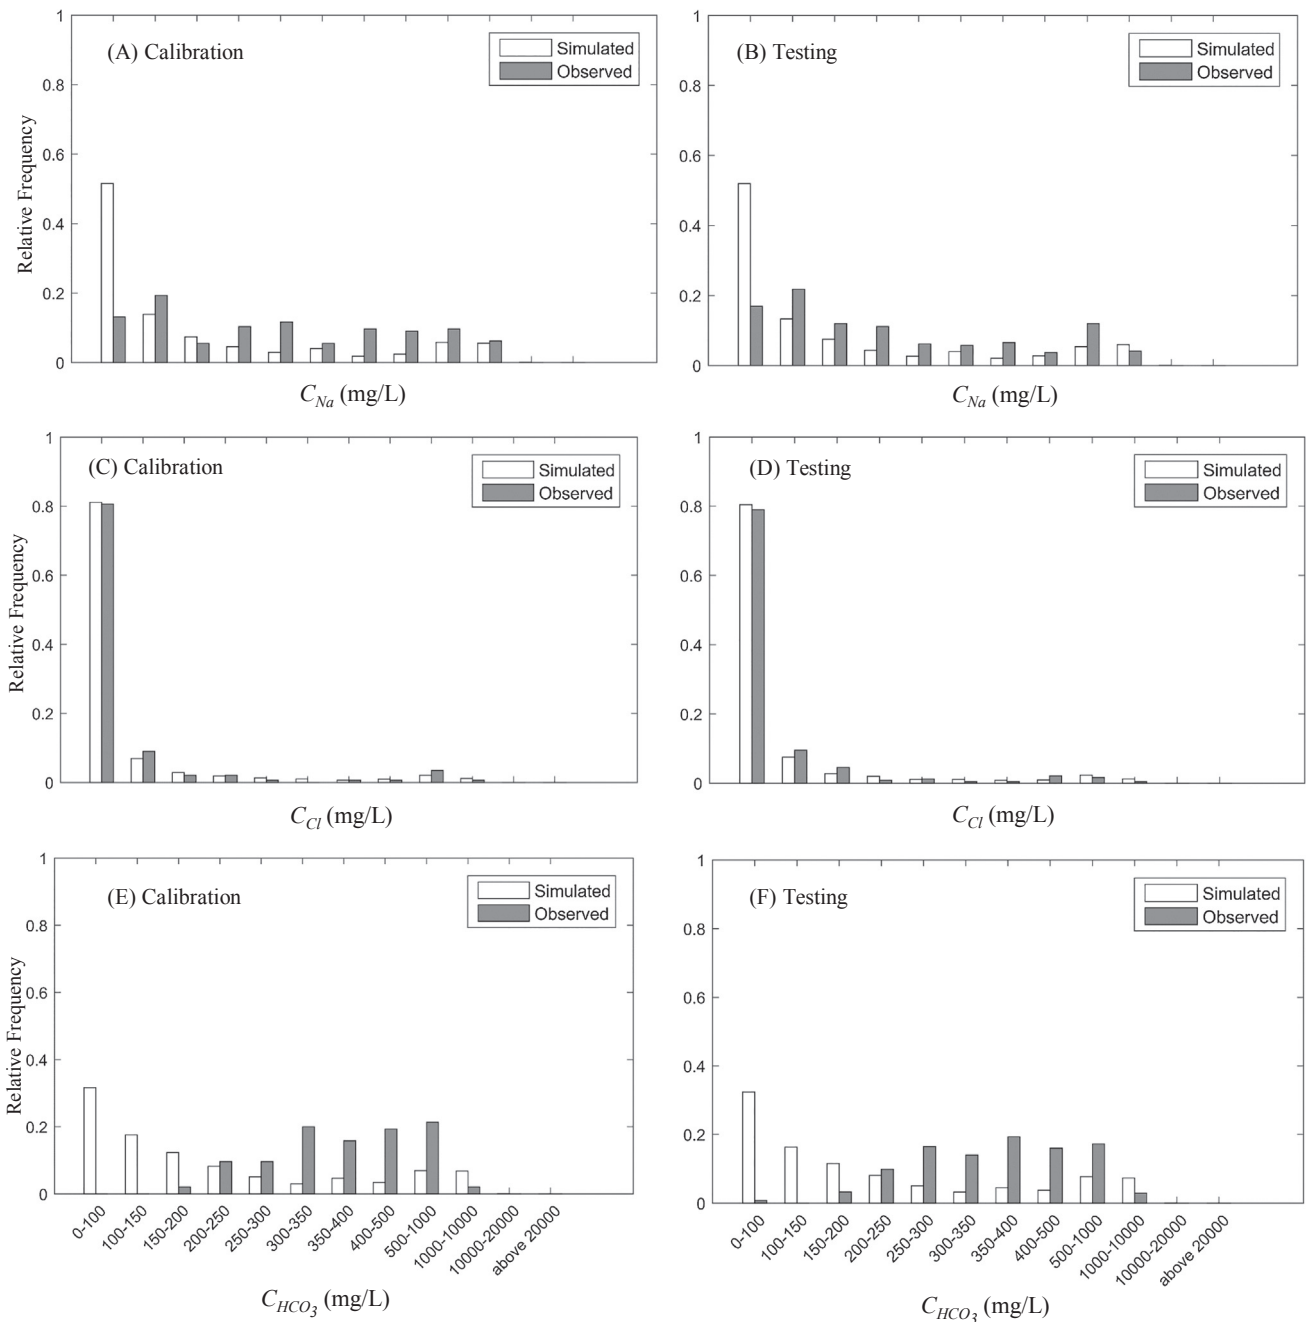 (A) Calibration
Simulated
Observed
1
0.8
0.6
0.4
0.2
0
Relative Frequency
C_Na (mg/L)
(B) Testing
Simulated
Observed
1
0.8
0.6
0.4
0.2
0
C_Na (mg/L)
(C) Calibration
Simulated
Observed
1
0.8
0.6
0.4
0.2
0
Relative Frequency
C_Cl (mg/L)
(D) Testing
Simulated
Observed
1
0.8
0.6
0.4
0.2
0
C_Cl (mg/L)
(E) Calibration
Simulated
Observed
1
0.8
0.6
0.4
0.2
0
Relative Frequency
0-100
100-150
150-200
200-250
250-300
300-350
350-400
400-500
500-1000
1000-10000
10000-20000
above 20000
C_HCO3 (mg/L)
(F) Testing
Simulated
Observed
1
0.8
0.6
0.4
0.2
0
0-100
100-150
150-200
200-250
250-300
300-350
350-400
400-500
500-1000
1000-10000
10000-20000
above 20000
C_HCO3 (mg/L)